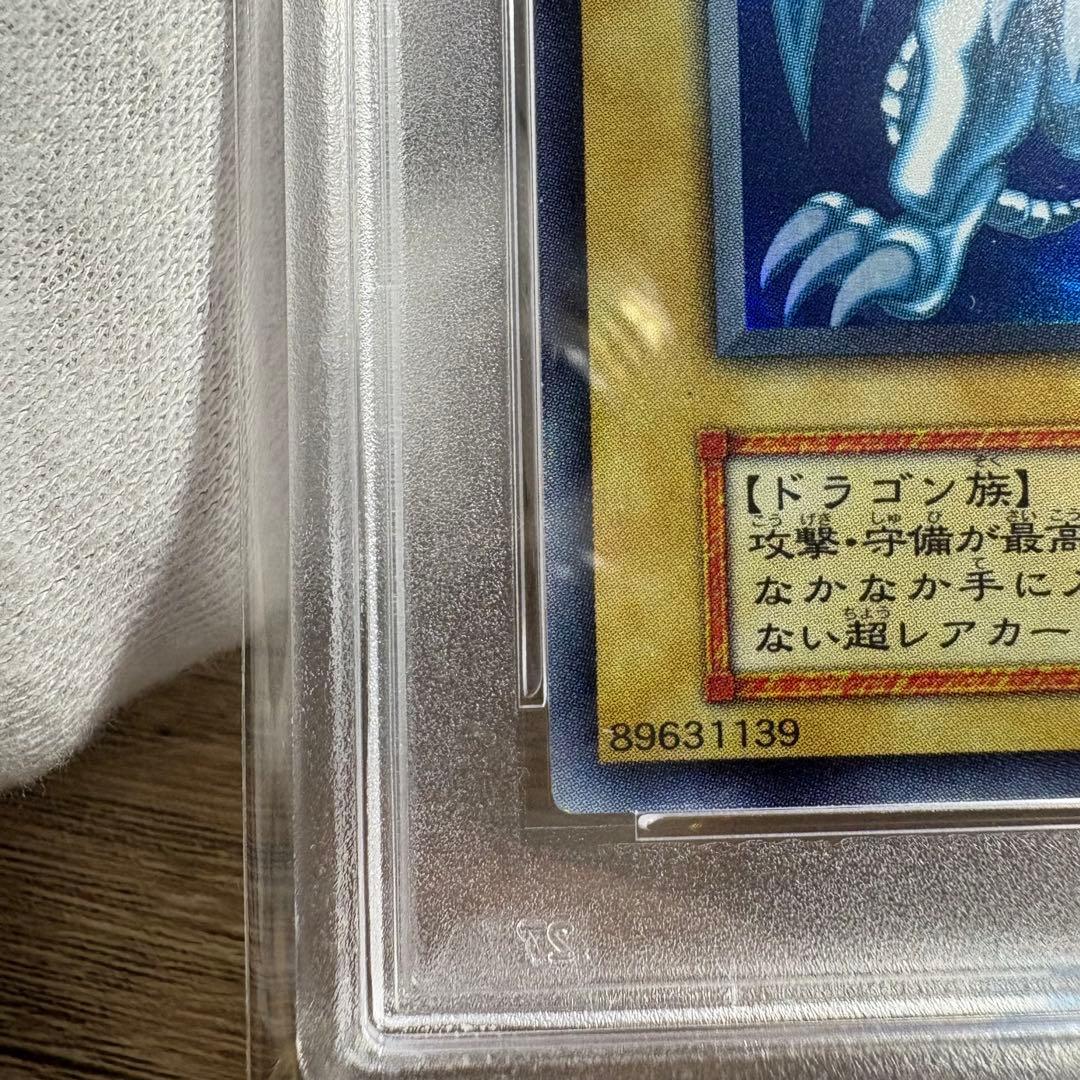 【ドラゴン族】
攻撃・守備が最高
なかなか手に入
ない超レアカー
89631139
27